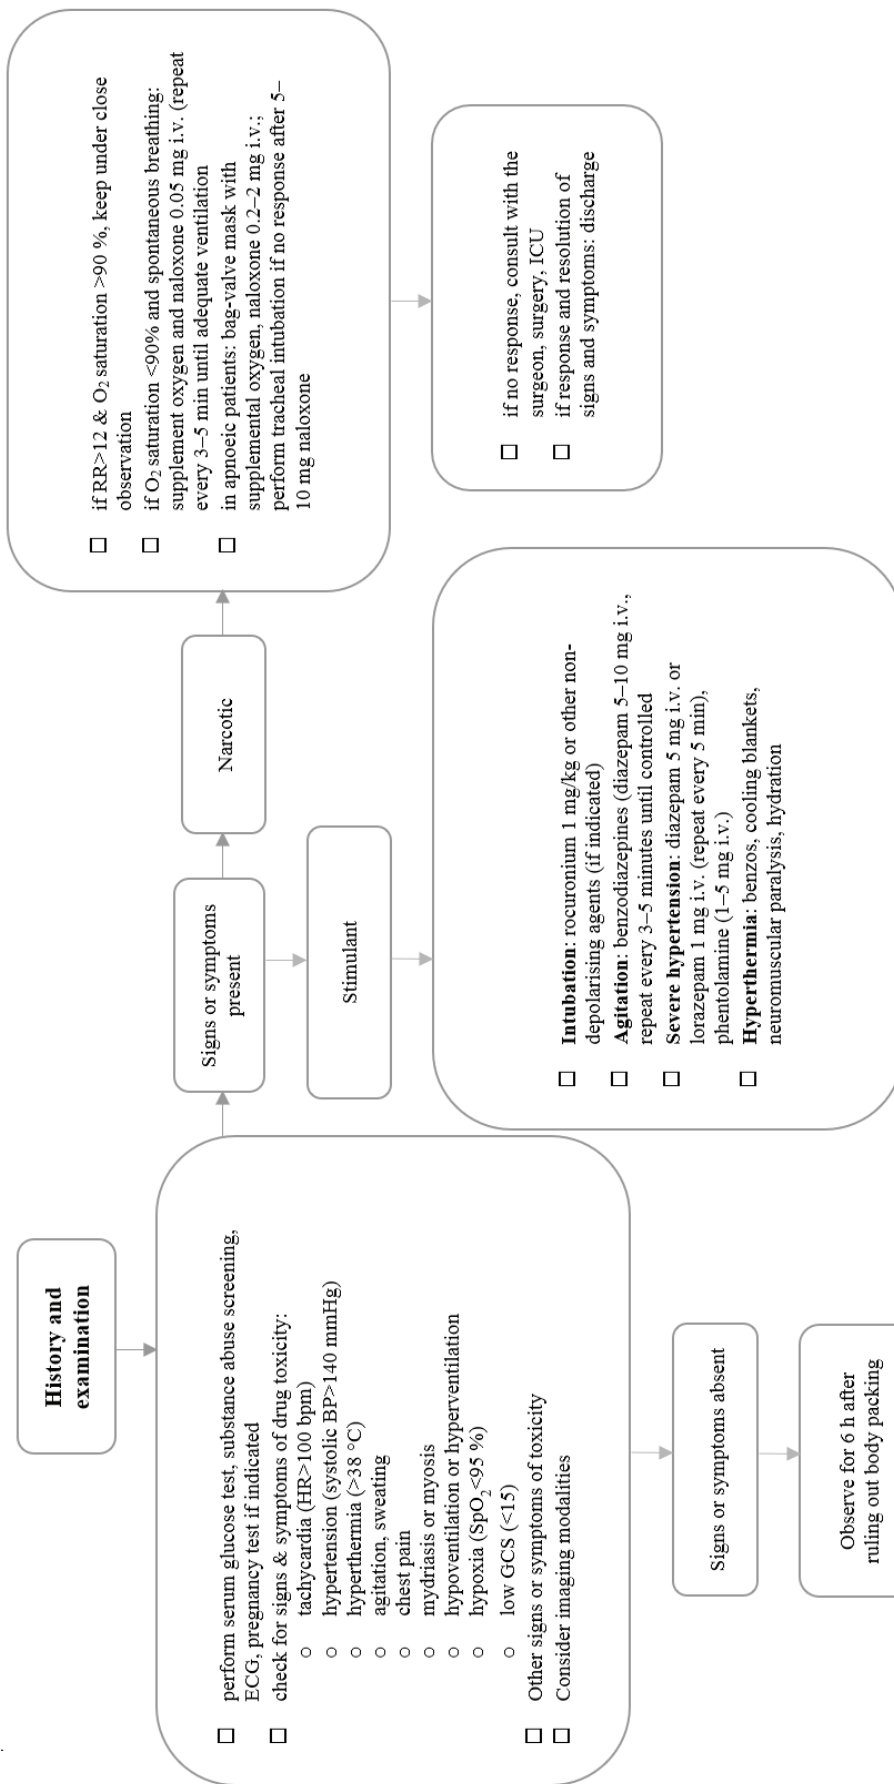 History and
examination
perform serum glucose test, substance abuse screening,
ECG, pregnancy test if indicated
check for signs & symptoms of drug toxicity:
tachycardia (HR>100 bpm)
hypertension (systolic BP>140 mmHg)
hyperthermia (>38 °C)
agitation, sweating
chest pain
mydriasis or myosis
hypoventilation or hyperventilation
hypoxia (SpO2<95 %)
low GCS (<15)
Other signs or symptoms of toxicity
Consider imaging modalities
Signs or symptoms absent
Observe for 6 h after
ruling out body packing
Signs or symptoms
present
Stimulant
Intubation: rocuronium 1 mg/kg or other non-
depolarising agents (if indicated)
Agitation: benzodiazepines (diazepam 5–10 mg i.v.,
repeat every 3–5 minutes until controlled
Severe hypertension: diazepam 5 mg i.v. or
lorazepam 1 mg i.v. (repeat every 5 min),
phentolamine (1–5 mg i.v.)
Hyperthermia: benzos, cooling blankets,
neuromuscular paralysis, hydration
Narcotic
if RR>12 & O2 saturation >90 %, keep under close
observation
if O2 saturation <90% and spontaneous breathing:
supplement oxygen and naloxone 0.05 mg i.v. (repeat
every 3–5 min until adequate ventilation
in apnoeic patients: bag-valve mask with
supplemental oxygen, naloxone 0.2–2 mg i.v.;
perform tracheal intubation if no response after 5–
10 mg naloxone
if no response, consult with the
surgeon, surgery, ICU
if response and resolution of
signs and symptoms: discharge